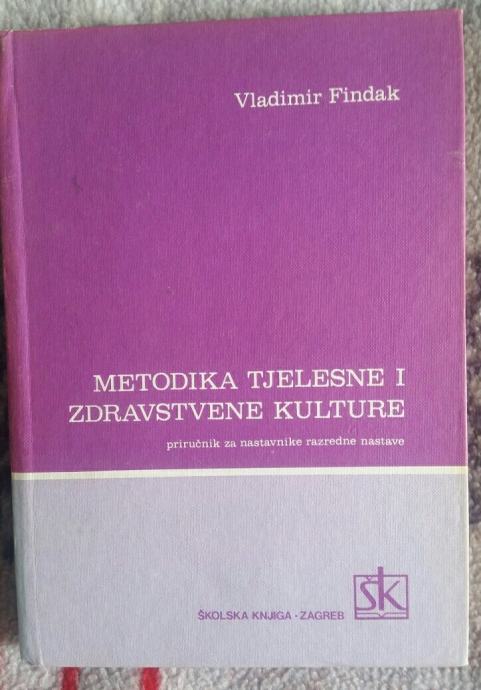 Vladimir Findak
METODIKA TJELESNE I
ZDRAVSTVENE KULTURE
priručnik za nastavnike razredne nastave
ŠKOLSKA KNJIGA · ZAGREB
ŠK